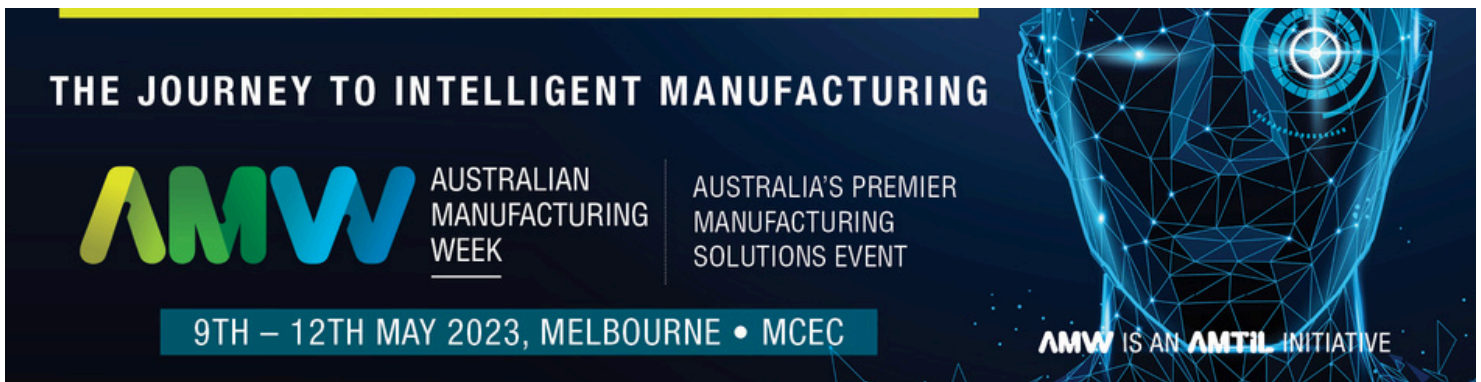 THE JOURNEY TO INTELLIGENT MANUFACTURING
AMW
AUSTRALIAN
MANUFACTURING
WEEK
AUSTRALIA'S PREMIER
MANUFACTURING
SOLUTIONS EVENT
9TH – 12TH MAY 2023, MELBOURNE • MCEC
AMW IS AN AMTiL INITIATIVE